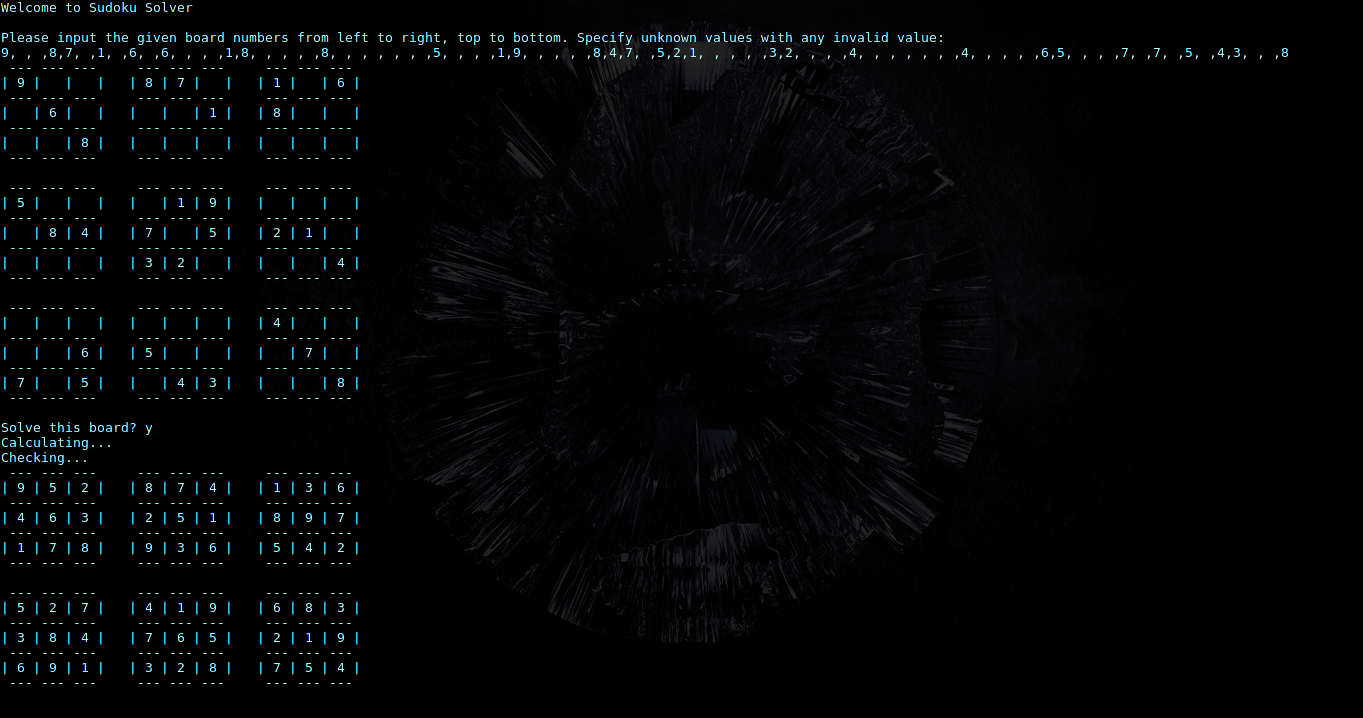 Welcome to Sudoku Solver
Please input the given board numbers from left to right, top to bottom. Specify unknown values with any invalid value:
9, , ,8,7, ,1, ,6, ,6, , , ,1,8, , , , ,8, , , , , , ,5, , , ,1,9, , , , ,8,4,7, ,5,2,1, , , , ,3,2, , , ,4, , , , , , ,4, , , , ,6,5, , , ,7, ,7, ,5, ,4,3, , ,8
 --- --- ---     --- --- ---     --- --- ---
| 9 |   |   |   | 8 | 7 |   |   | 1 |   | 6 |
 --- --- ---     --- --- ---     --- --- ---
|   | 6 |   |   |   |   | 1 |   | 8 |   |   |
 --- --- ---     --- --- ---     --- --- ---
|   |   | 8 |   |   |   |   |   |   |   |   |
 --- --- ---     --- --- ---     --- --- ---
 --- --- ---     --- --- ---     --- --- ---
| 5 |   |   |   |   | 1 | 9 |   |   |   |   |
 --- --- ---     --- --- ---     --- --- ---
|   | 8 | 4 |   | 7 |   | 5 |   | 2 | 1 |   |
 --- --- ---     --- --- ---     --- --- ---
|   |   |   |   | 3 | 2 |   |   |   |   | 4 |
 --- --- ---     --- --- ---     --- --- ---
 --- --- ---     --- --- ---     --- --- ---
|   |   |   |   |   |   |   |   | 4 |   |   |
 --- --- ---     --- --- ---     --- --- ---
|   |   | 6 |   | 5 |   |   |   |   | 7 |   |
 --- --- ---     --- --- ---     --- --- ---
| 7 |   | 5 |   |   | 4 | 3 |   |   |   | 8 |
 --- --- ---     --- --- ---     --- --- ---
Solve this board? y
Calculating...
Checking...
 --- --- ---     --- --- ---     --- --- ---
| 9 | 5 | 2 |   | 8 | 7 | 4 |   | 1 | 3 | 6 |
 --- --- ---     --- --- ---     --- --- ---
| 4 | 6 | 3 |   | 2 | 5 | 1 |   | 8 | 9 | 7 |
 --- --- ---     --- --- ---     --- --- ---
| 1 | 7 | 8 |   | 9 | 3 | 6 |   | 5 | 4 | 2 |
 --- --- ---     --- --- ---     --- --- ---
 --- --- ---     --- --- ---     --- --- ---
| 5 | 2 | 7 |   | 4 | 1 | 9 |   | 6 | 8 | 3 |
 --- --- ---     --- --- ---     --- --- ---
| 3 | 8 | 4 |   | 7 | 6 | 5 |   | 2 | 1 | 9 |
 --- --- ---     --- --- ---     --- --- ---
| 6 | 9 | 1 |   | 3 | 2 | 8 |   | 7 | 5 | 4 |
 --- --- ---     --- --- ---     --- --- ---